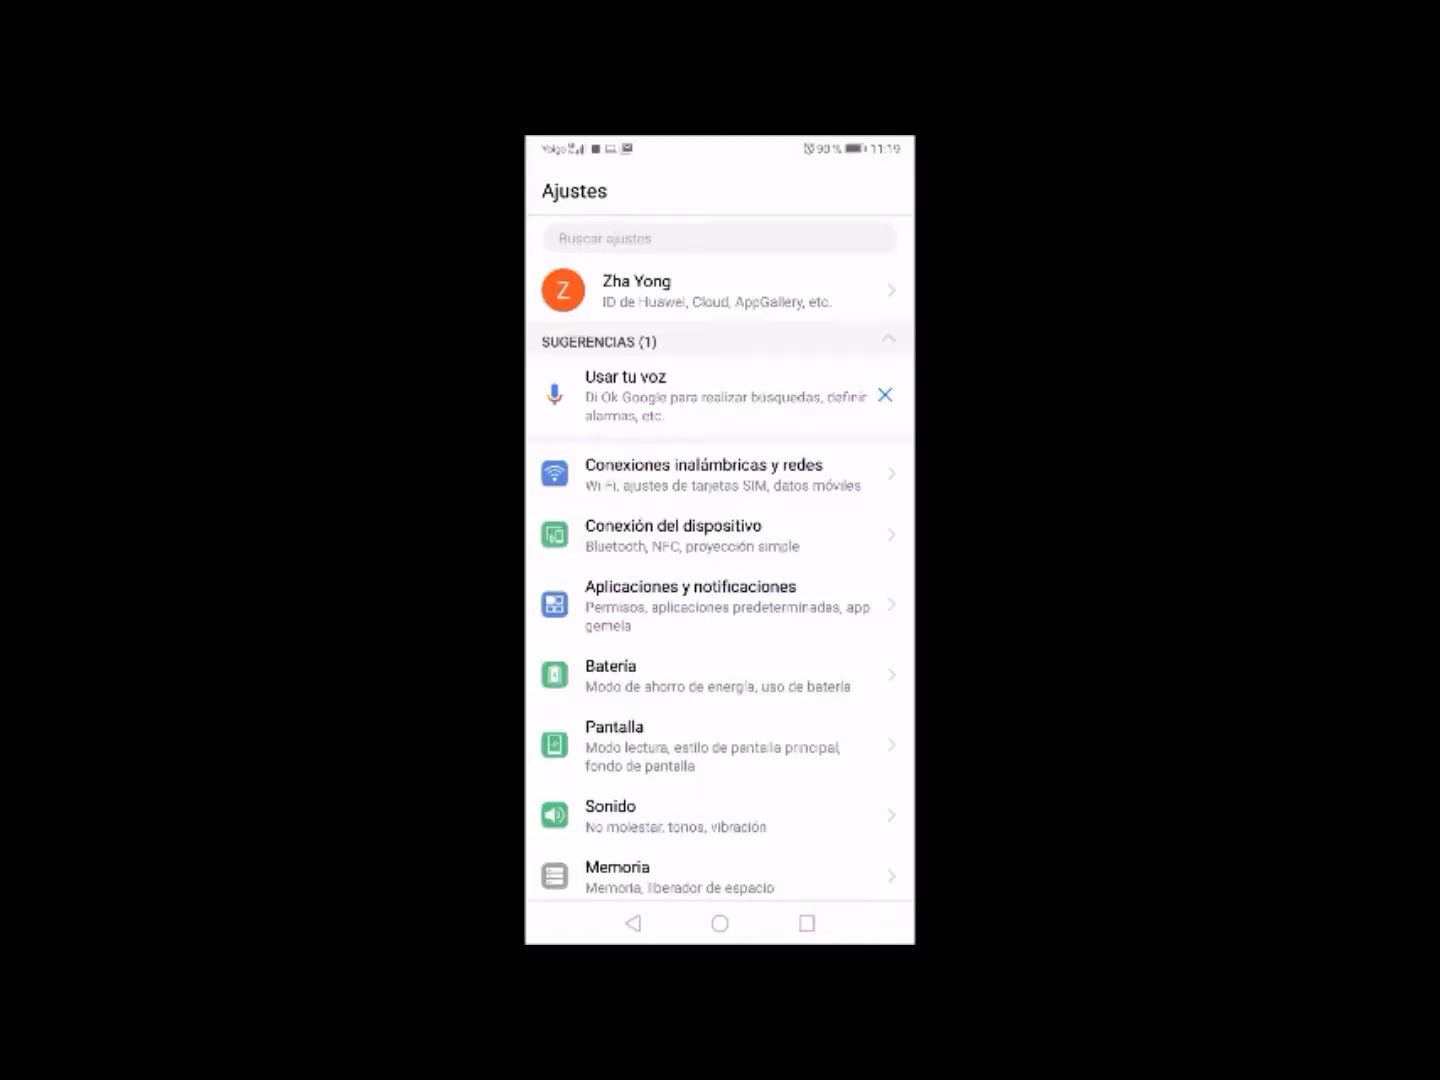 Yoigo
90 % 11:19
Ajustes
Buscar ajustes
Z
Zha Yong
ID de Huawei, Cloud, AppGallery, etc.
SUGERENCIAS (1)
Usar tu voz
Di Ok Google para realizar búsquedas, definir
alarmas, etc.
Conexiones inalámbricas y redes
Wi-Fi, ajustes de tarjetas SIM, datos móviles
Conexión del dispositivo
Bluetooth, NFC, proyección simple
Aplicaciones y notificaciones
Permisos, aplicaciones predeterminadas, app
gemela
Batería
Modo de ahorro de energía, uso de batería
Pantalla
Modo lectura, estilo de pantalla principal,
fondo de pantalla
Sonido
No molestar, tonos, vibración
Memoria
Memoria, liberador de espacio